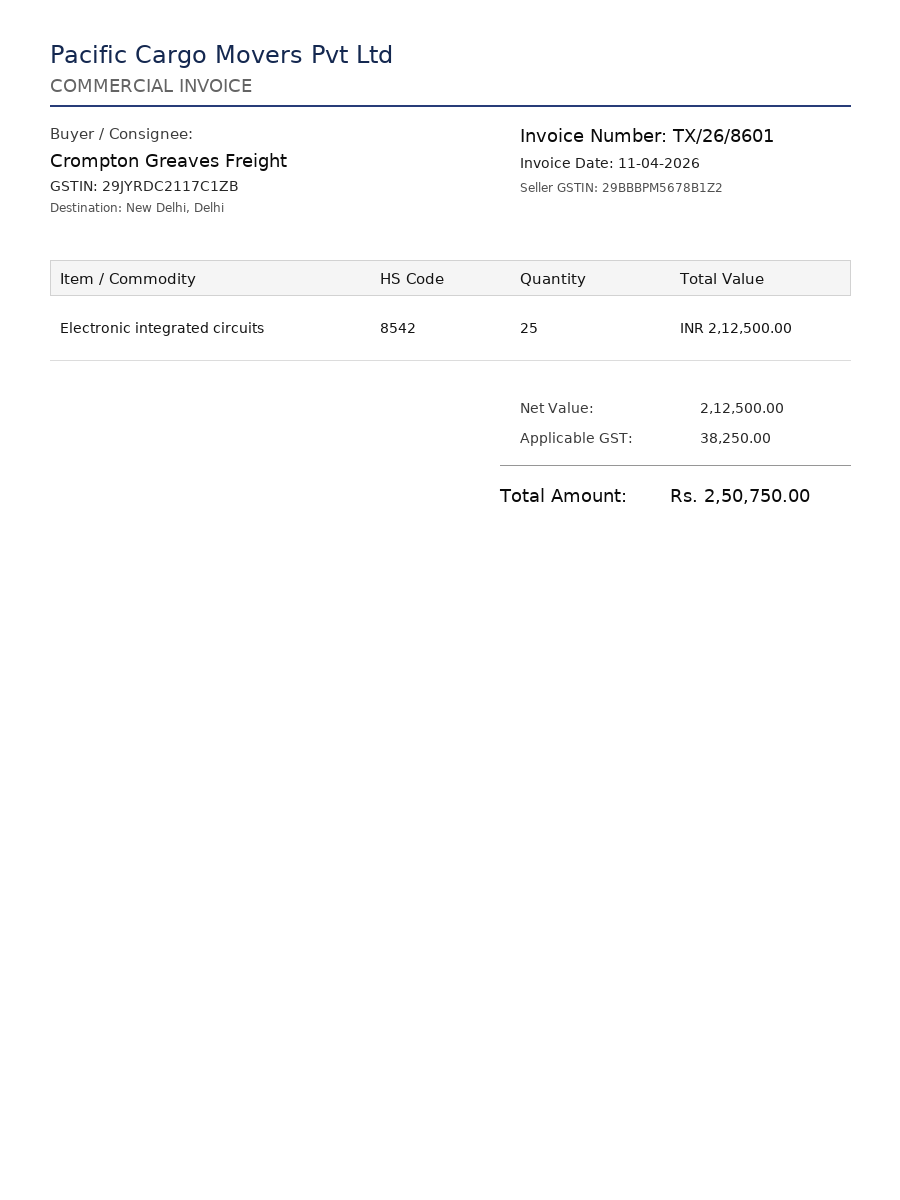 Pacific Cargo Movers Pvt Ltd
COMMERCIAL INVOICE
Buyer / Consignee:
Crompton Greaves Freight
GSTIN: 29JYRDC2117C1ZB
Destination: New Delhi, Delhi
Invoice Number: TX/26/8601
Invoice Date: 11-04-2026
Seller GSTIN: 29BBBPM5678B1Z2
Item / Commodity HS Code Quantity Total Value
Electronic integrated circuits 8542 25 INR 2,12,500.00
Net Value: 2,12,500.00
Applicable GST: 38,250.00
Total Amount: Rs. 2,50,750.00